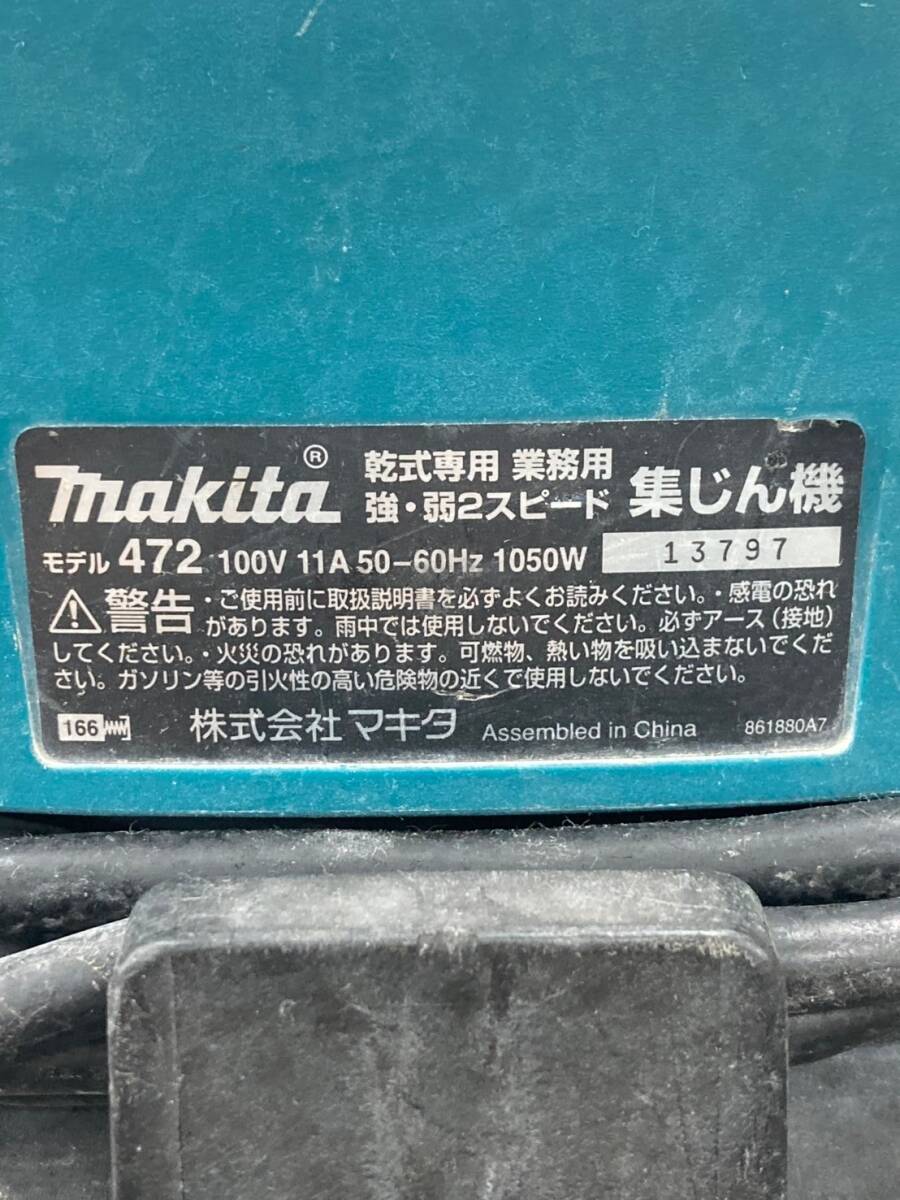 makita®
乾式専用 業務用
強・弱2スピード
集じん機
モデル 472 100V 11A 50-60Hz 1050W
13797
警告 ・ご使用前に取扱説明書を必ずよくお読みください。・感電の恐れ
があります。雨中では使用しないでください。必ずアース（接地）
してください。・火災の恐れがあります。可燃物、熱い物を吸い込まないでくだ
さい。ガソリン等の引火性の高い危険物の近くで使用しないでください。
166 株式会社 マキタ Assembled in China 861880A7